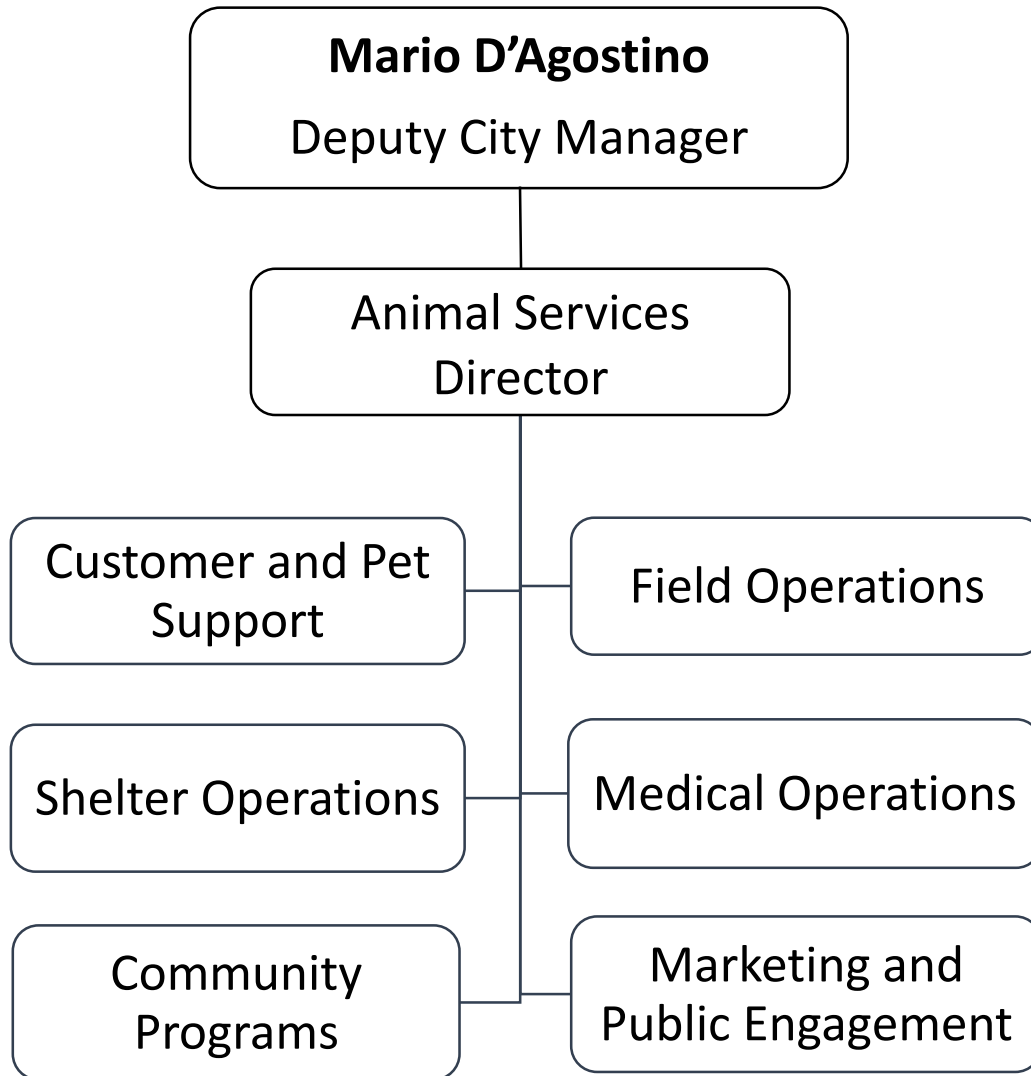 Mario D’Agostino
Deputy City Manager
Animal Services
Director
Customer and Pet
Support
Field Operations
Shelter Operations
Medical Operations
Community
Programs
Marketing and
Public Engagement